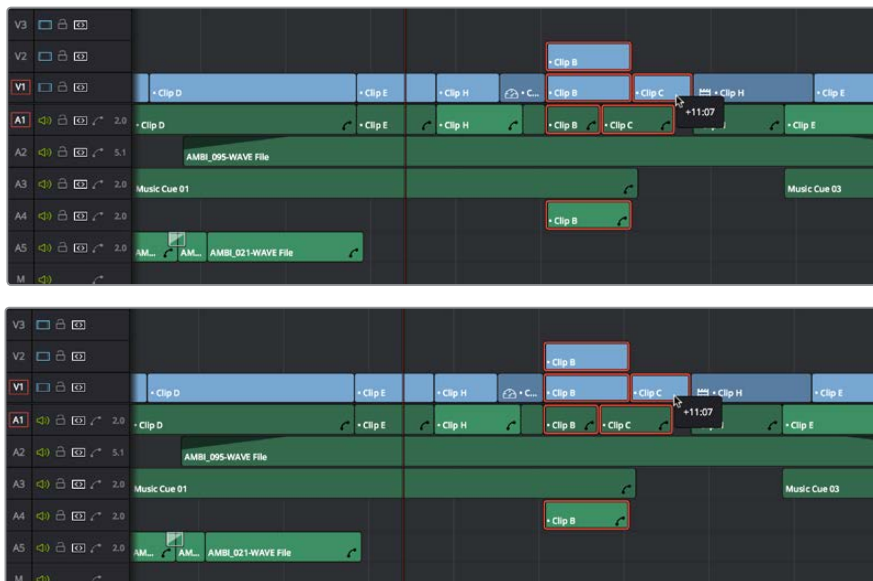 V3
V2
• Clip B
V1 • Clip D • Clip E • Clip H • C... • Clip B • Clip C • Clip H • Clip E
+11:07
A1 2.0 • Clip D • Clip E • Clip H • Clip B • Clip C • Clip E
A2 5.1 AMBI_095-WAVE File
A3 2.0 Music Cue 01 Music Cue 03
A4 2.0 • Clip B
A5 2.0 AM... AM... AMBI_021-WAVE File
M
V3
V2
• Clip B
V1 • Clip D • Clip E • Clip H • C... • Clip B • Clip C • Clip H • Clip E
+11:07
A1 2.0 • Clip D • Clip E • Clip H • Clip B • Clip C • Clip E
A2 5.1 AMBI_095-WAVE File
A3 2.0 Music Cue 01 Music Cue 03
A4 2.0 • Clip B
A5 2.0 AM... AM... AMBI_021-WAVE File
M